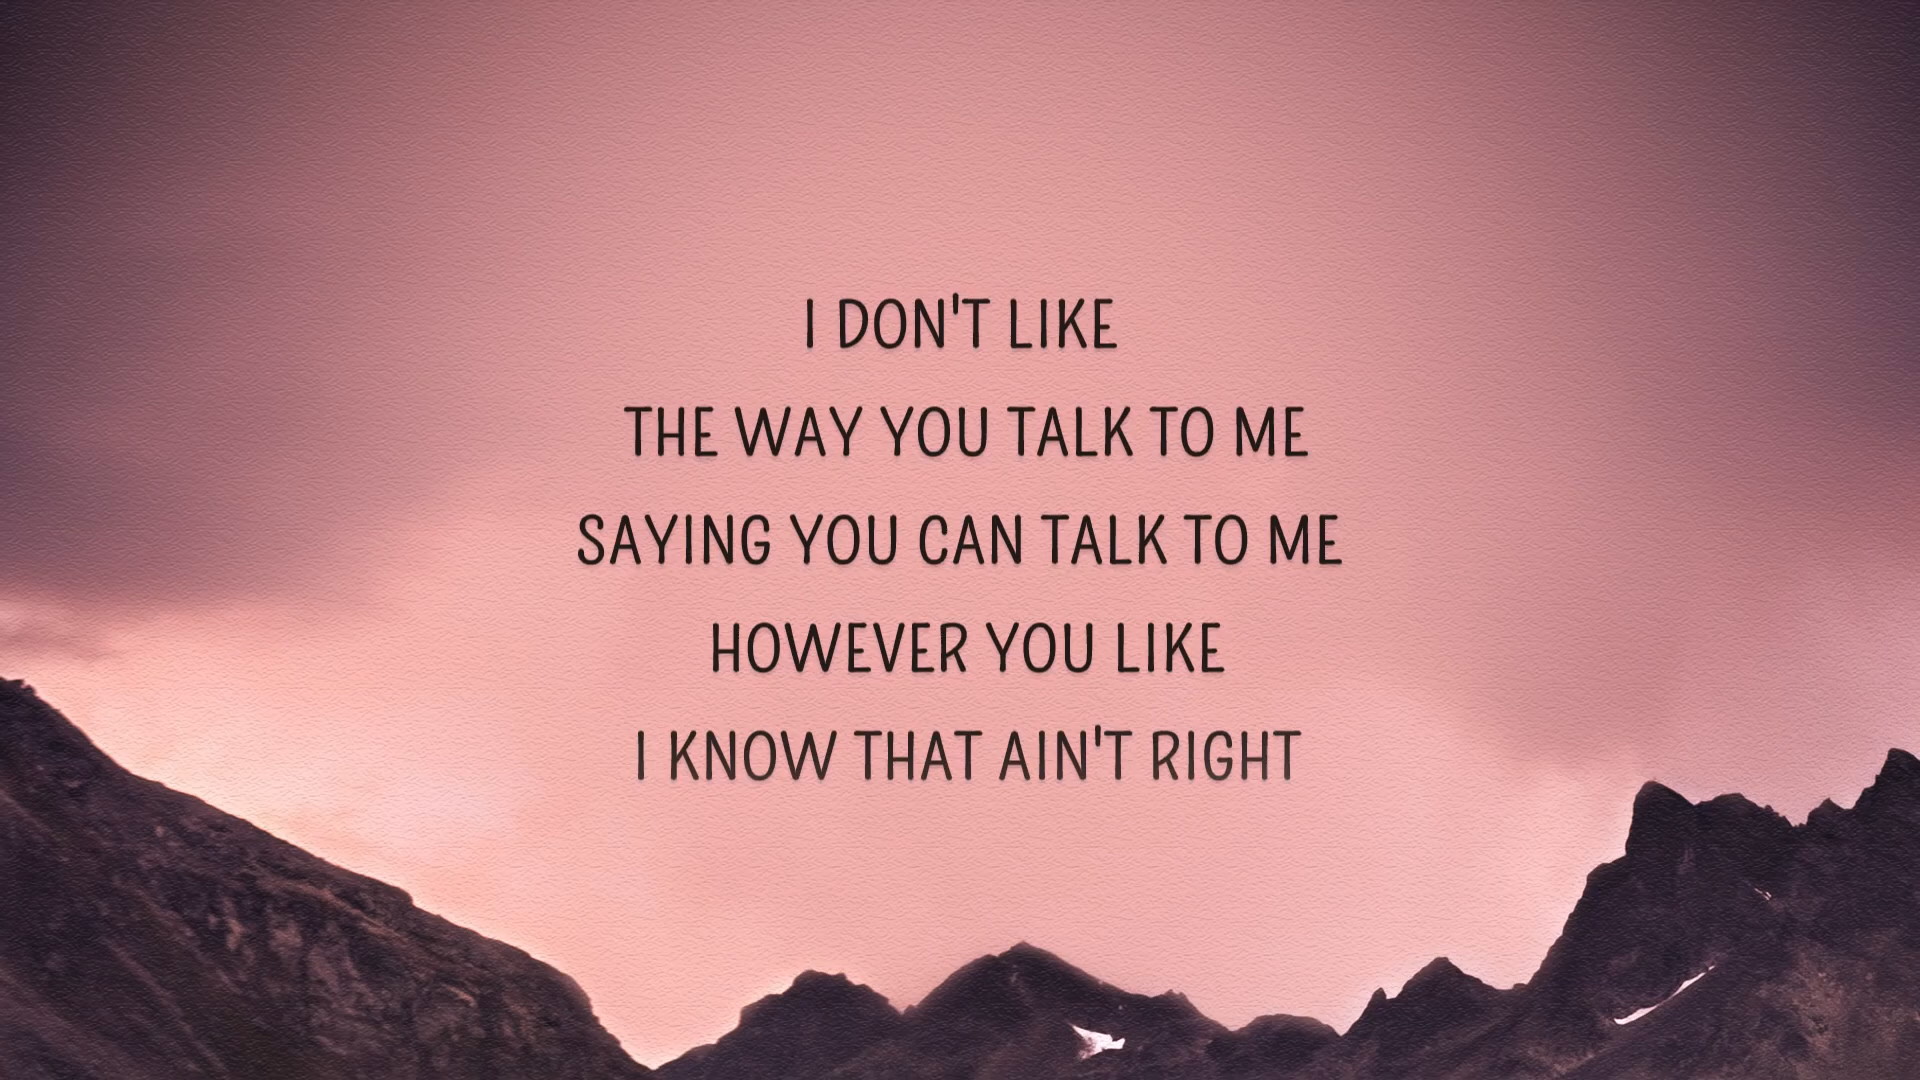 I DON'T LIKE
THE WAY YOU TALK TO ME
SAYING YOU CAN TALK TO ME
HOWEVER YOU LIKE
I KNOW THAT AIN'T RIGHT